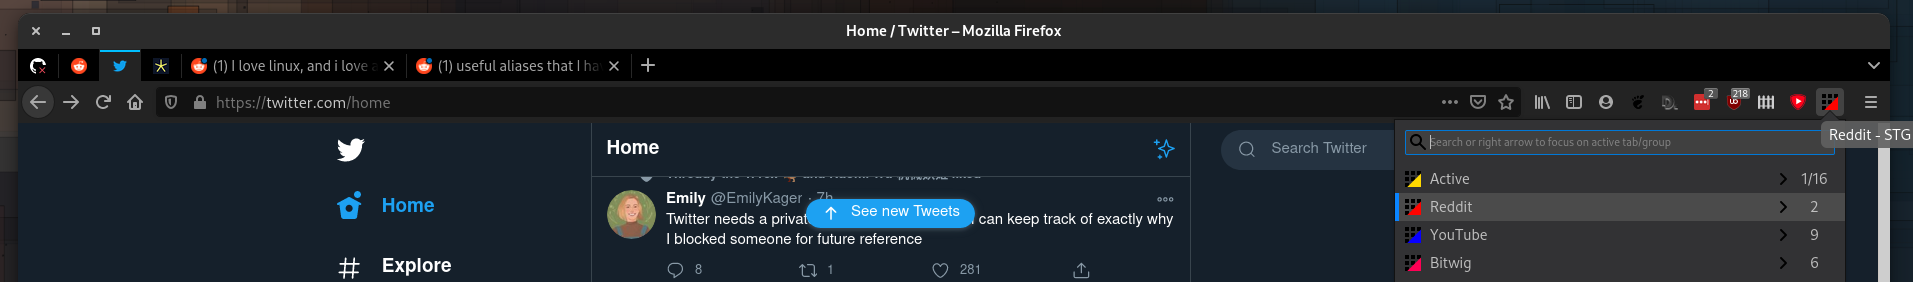 Home / Twitter – Mozilla Firefox
(1) I love linux, and i love a
(1) useful aliases that I ha
https://twitter.com/home
2
218
Reddit - STG
Search or right arrow to focus on active tab/group
Home
Search Twitter
Active 1/16
Home
Emily @EmilyKager · 7h
Reddit 2
See new Tweets
Twitter needs a privat can keep track of exactly why
YouTube 9
I blocked someone for future reference
Explore
Bitwig 6
8 1 281